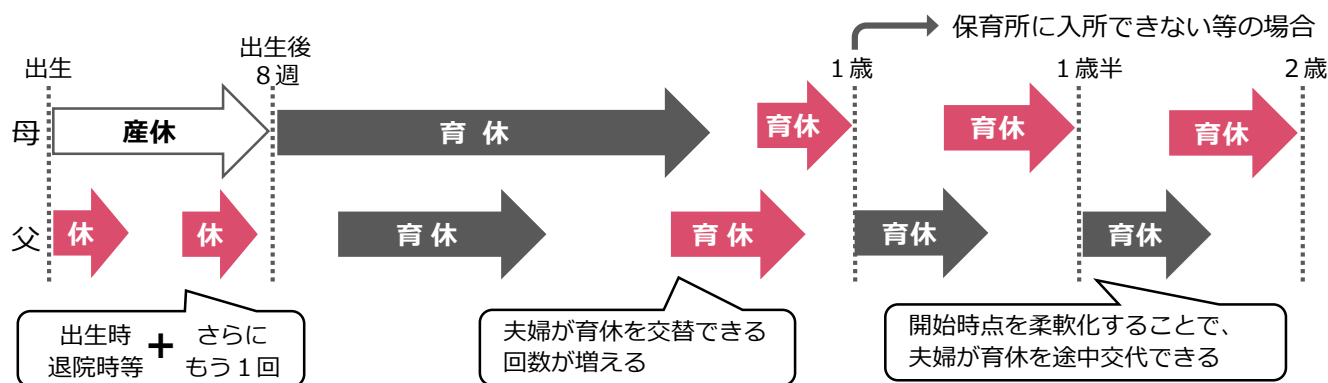 保育所に入所できない等の場合
出生
出生後
８週
１歳
１歳半
２歳
母
産休
育 休
育休
育休
育休
父
休
休
育 休
育 休
育休
育休
出生時
退院時等
+
さらに
もう１回
夫婦が育休を交替できる
回数が増える
開始時点を柔軟化することで、
夫婦が育休を途中交代できる